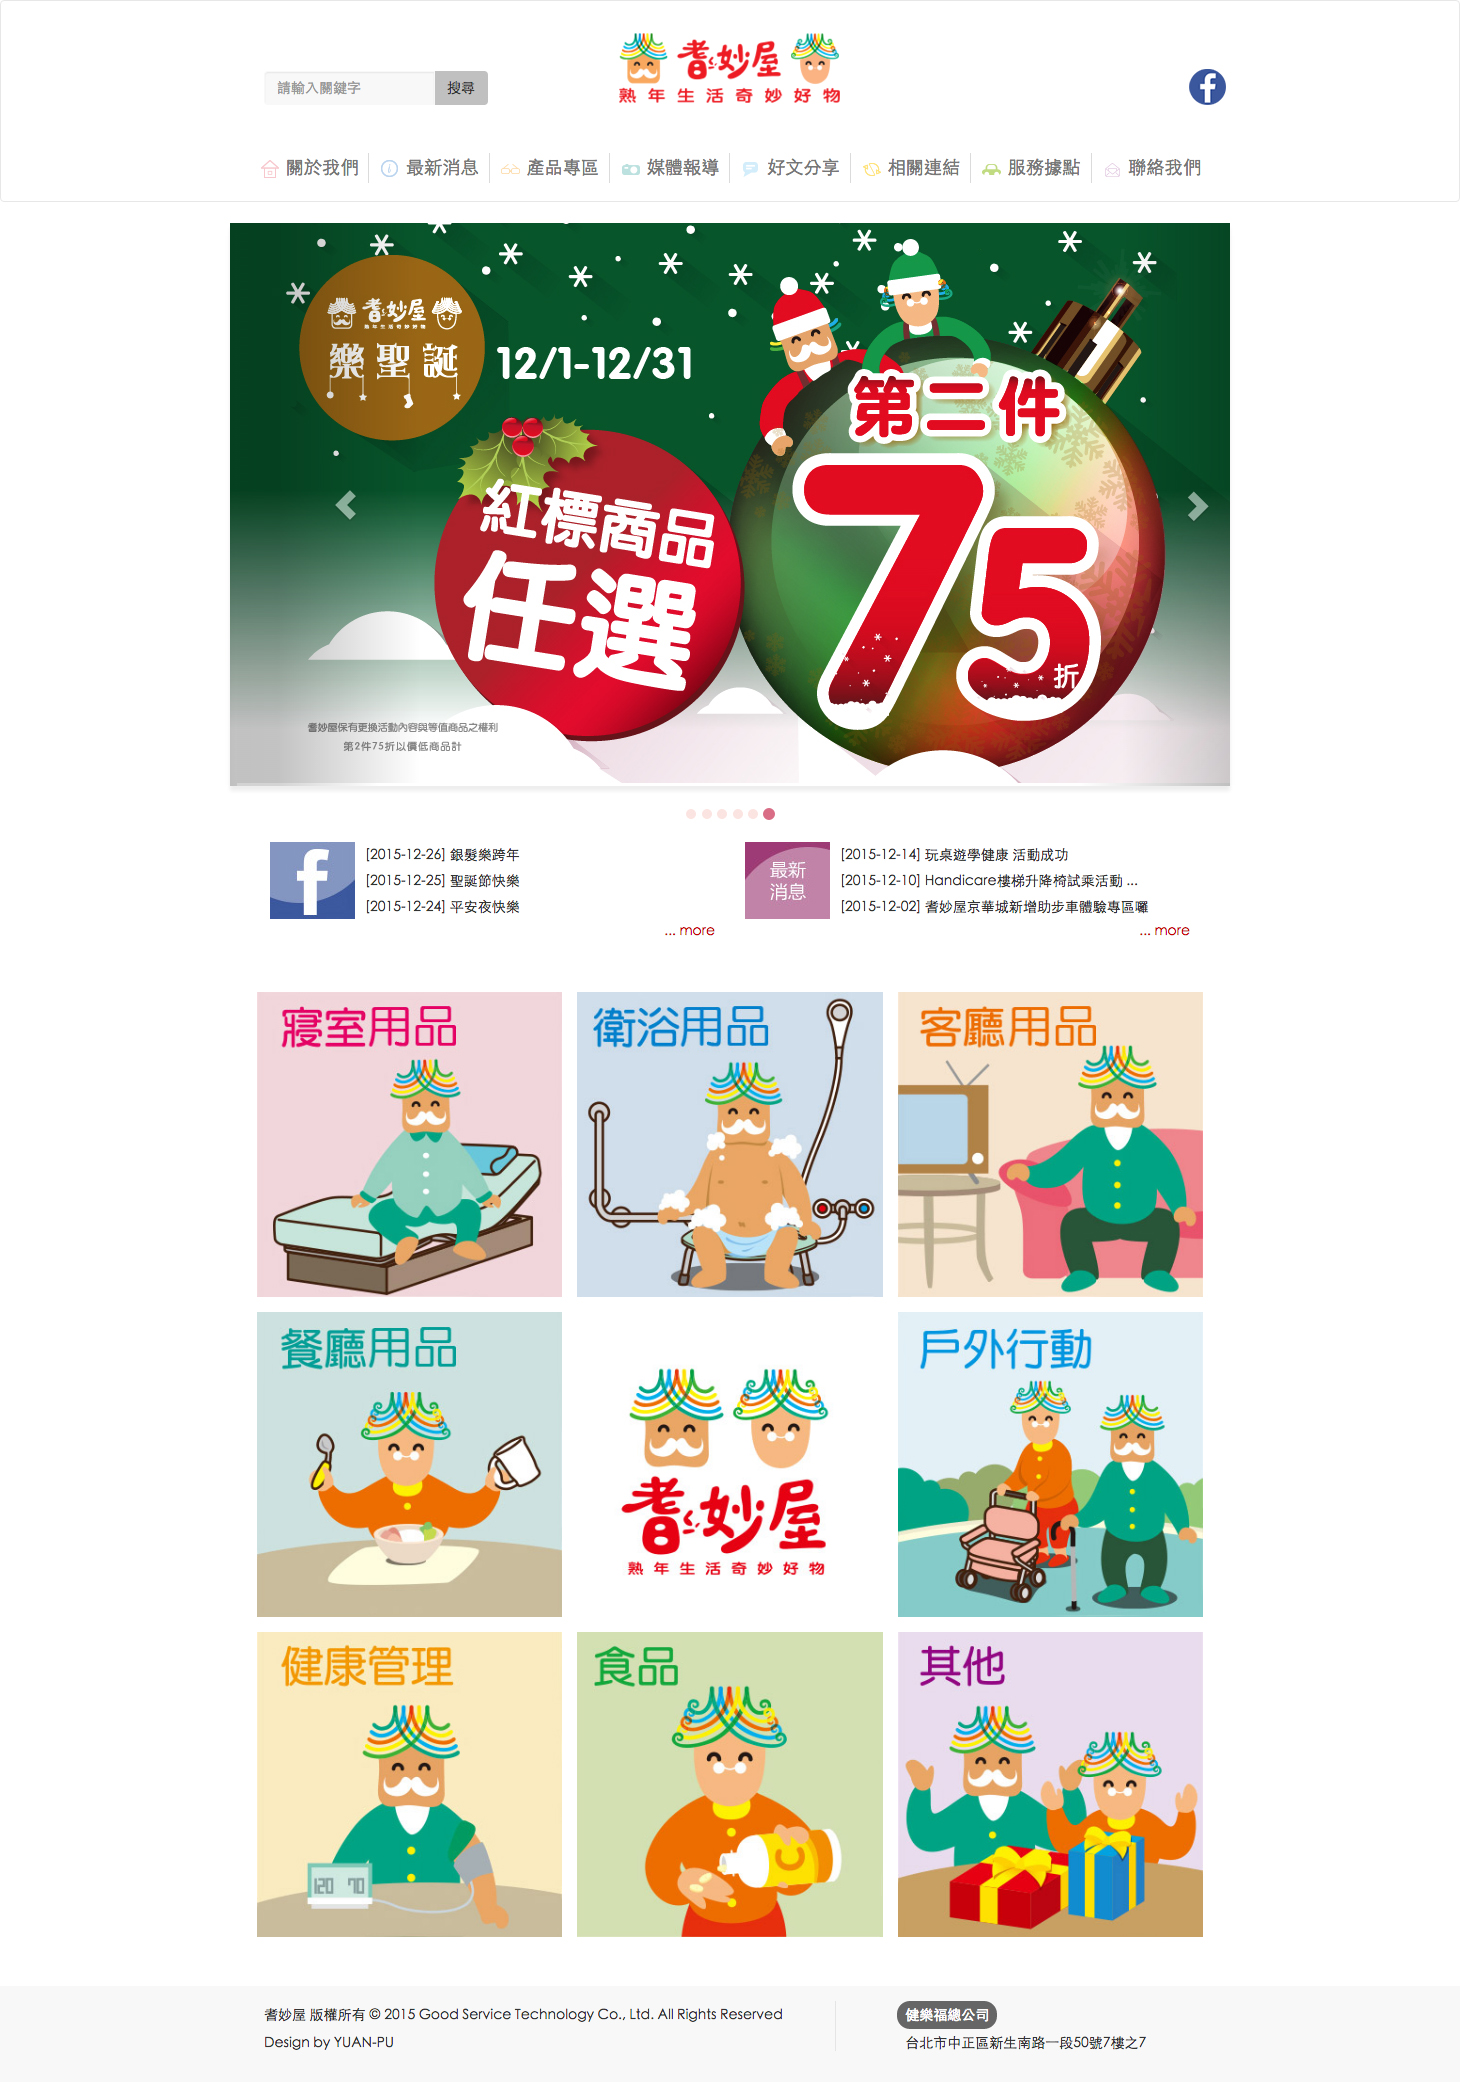 耆妙屋
熟年生活奇妙好物
請輸入關鍵字
搜尋
關於我們
最新消息
產品專區
媒體報導
好文分享
相關連結
服務據點
聯絡我們
耆妙屋
熟年生活奇妙好物
樂聖誕
12/1-12/31
第二件
75折
紅標商品
任選
耆妙屋保有更換活動內容與等值商品之權利
第2件75折以價低商品計
[2015-12-26] 銀髮樂跨年
[2015-12-25] 聖誕節快樂
[2015-12-24] 平安夜快樂
... more
最新
消息
[2015-12-14] 玩桌遊學健康 活動成功
[2015-12-10] Handicare樓梯升降椅試乘活動 ...
[2015-12-02] 耆妙屋京華城新增助步車體驗專區囉
... more
寢室用品
衛浴用品
客廳用品
餐廳用品
耆妙屋
熟年生活奇妙好物
戶外行動
健康管理
120 70
食品
其他
耆妙屋 版權所有 © 2015 Good Service Technology Co., Ltd. All Rights Reserved
Design by YUAN-PU
健樂福總公司
台北市中正區新生南路一段50號7樓之7